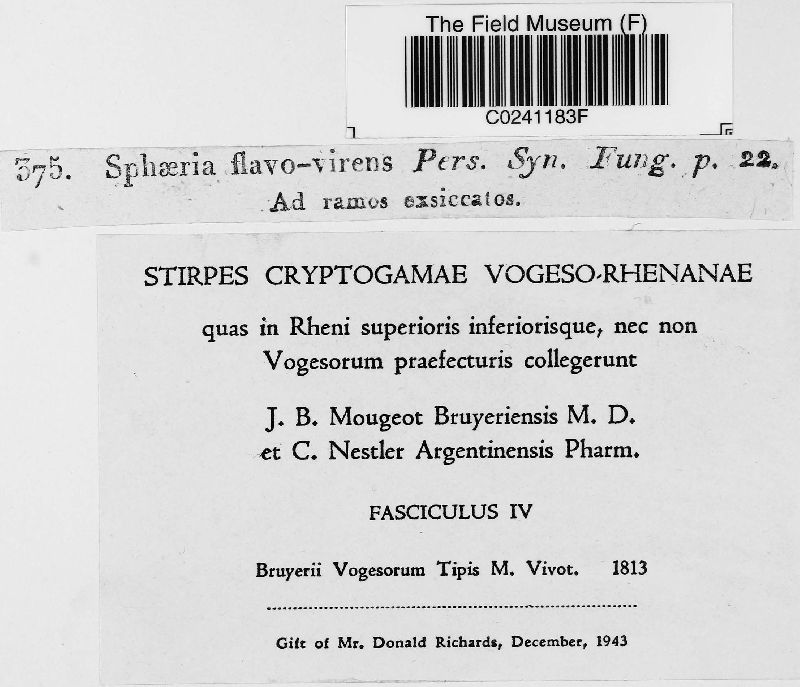 The Field Museum (F)
C0241183F
375. Sphæria flavo-virens Pers. Syn. Fung. p. 22.
Ad ramos exsiccatos.
STIRPES CRYPTOGAMAE VOGESO-RHENANAE
quas in Rheni superioris inferiorisque, nec non
Vogesorum praefecturis collegerunt
J. B. Mougeot Bruyeriensis M. D.
et C. Nestler Argentinensis Pharm.
FASCICULUS IV
Bruyerii Vogesorum Tipis M. Vivot. 1813
Gift of Mr. Donald Richards, December, 1943